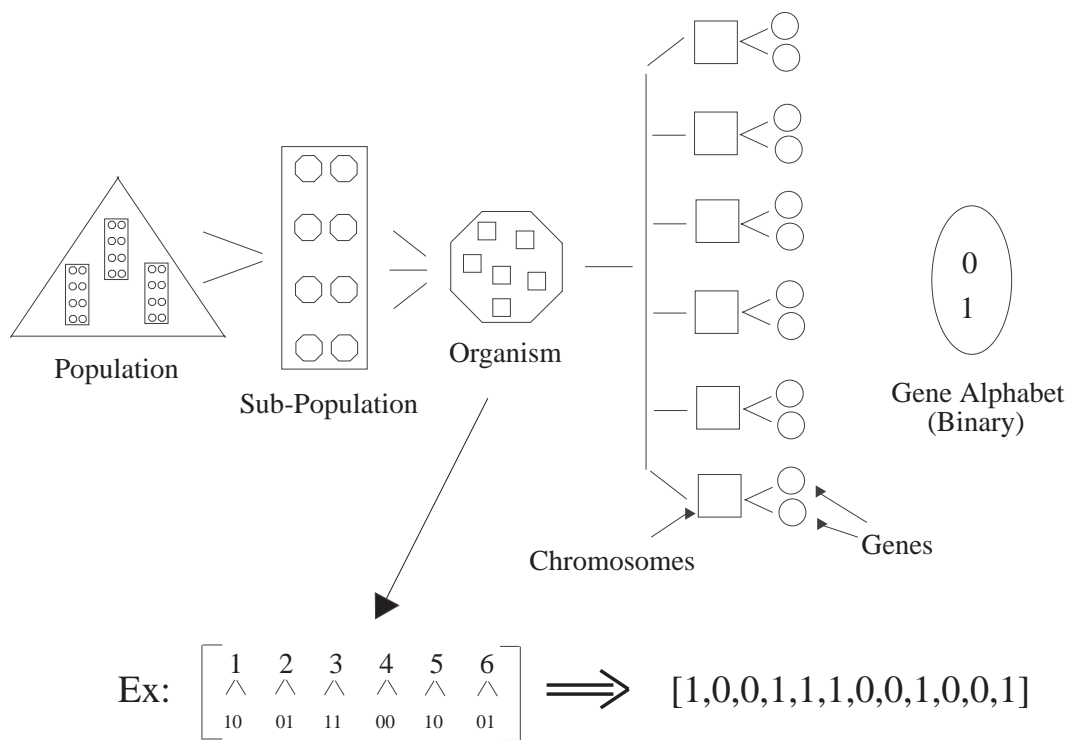 0
1
Population
Sub-Population
Organism
Gene Alphabet
(Binary)
Chromosomes
Genes
Ex:
1 2 3 4 5 6
10 01 11 00 10 01
[1,0,0,1,1,1,0,0,1,0,0,1]